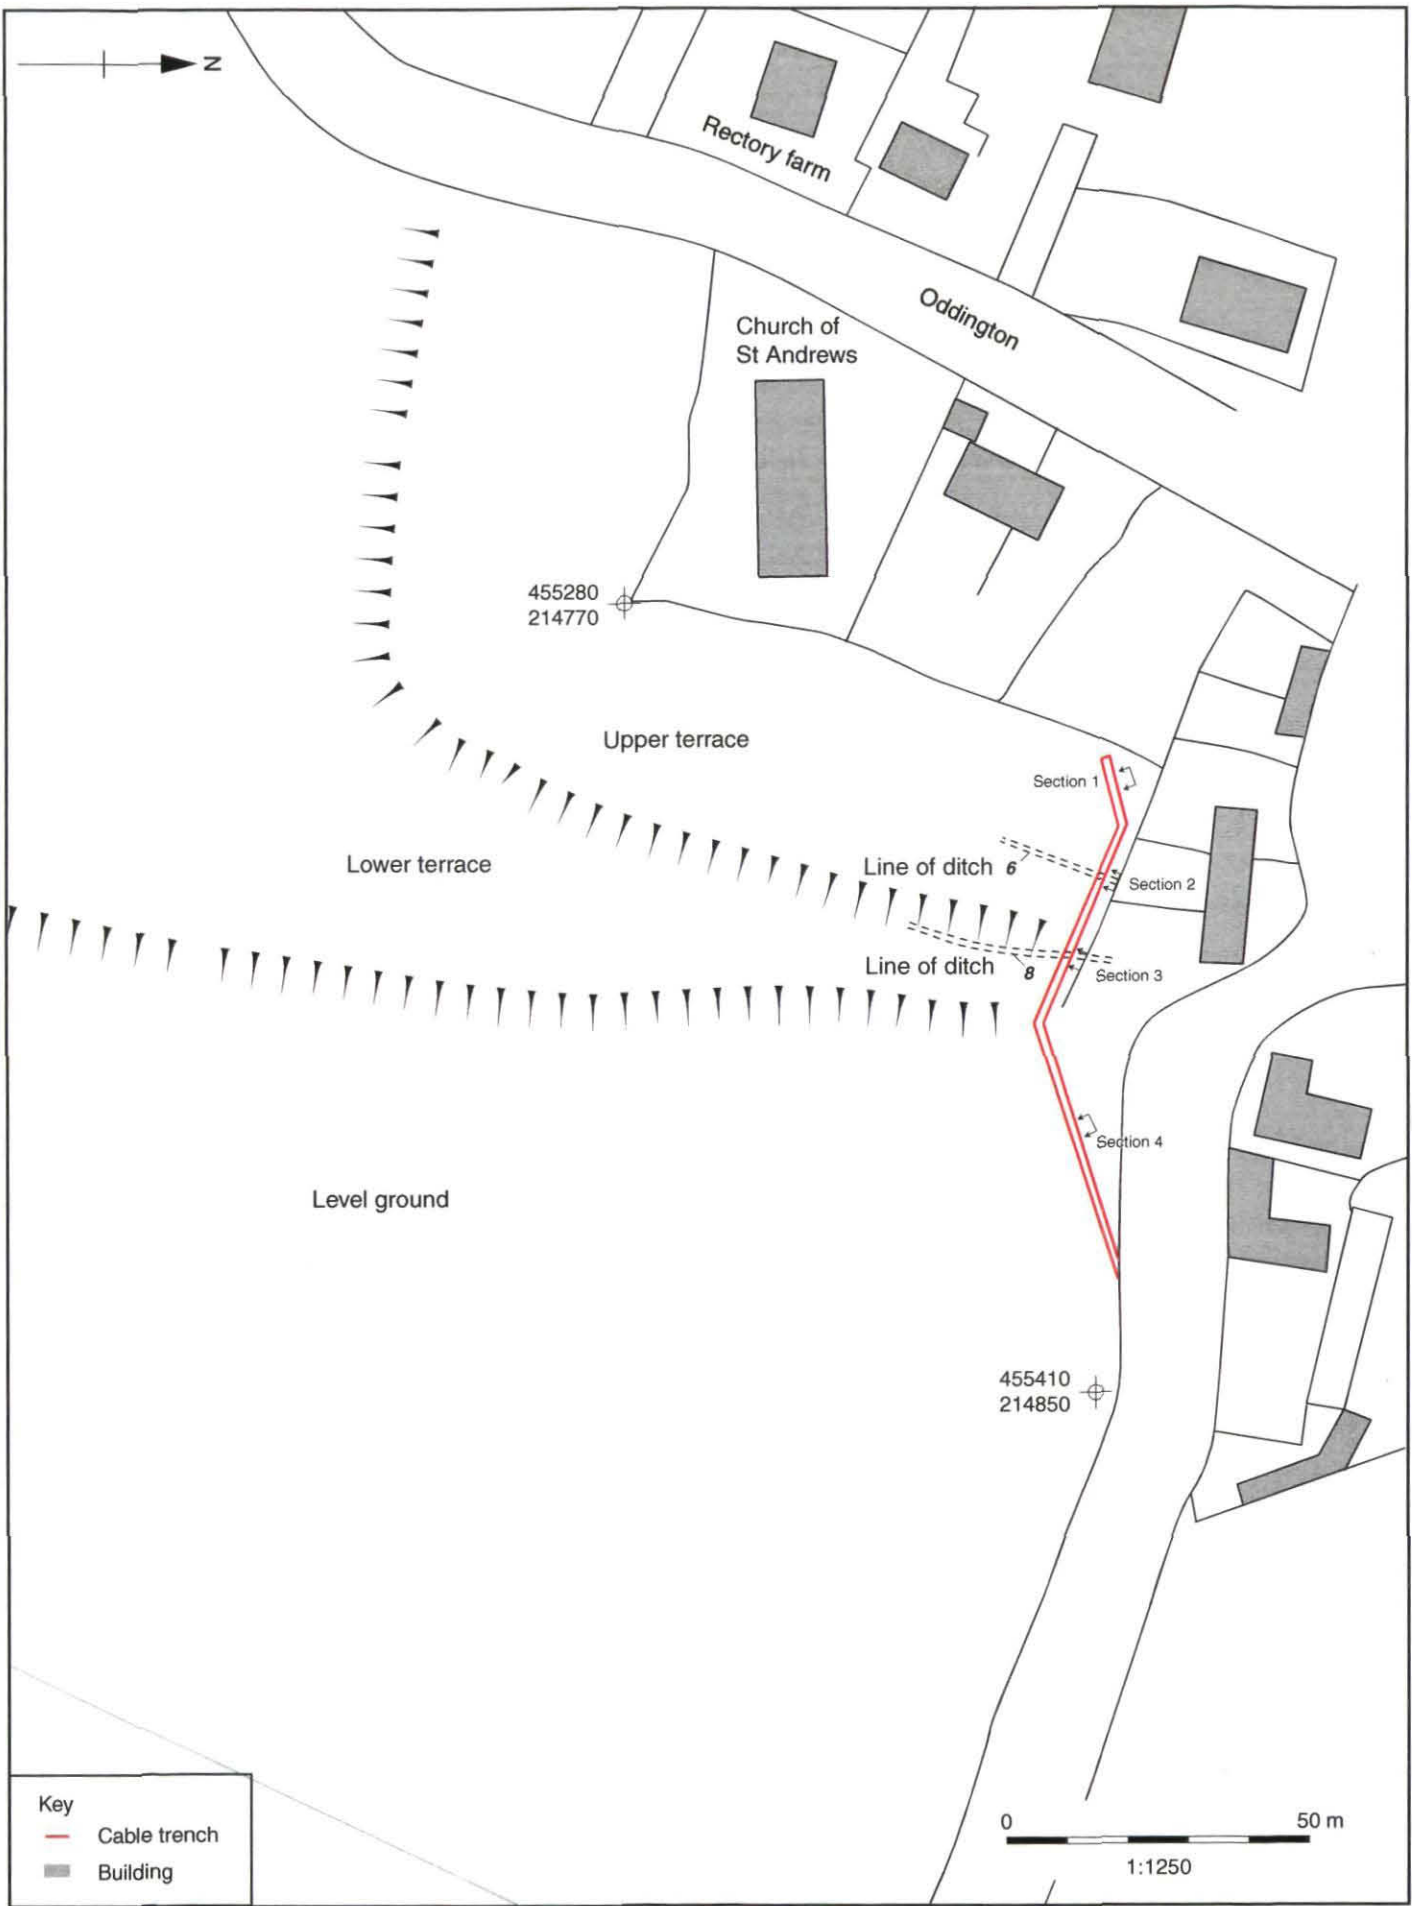 N
Rectory farm
Oddington
Church of
St Andrews
455280
214770
Upper terrace
Section 1
Lower terrace
Line of ditch 6
Section 2
Line of ditch 8
Section 3
Section 4
Level ground
455410
214850
Key
Cable trench
Building
0 50 m
1:1250